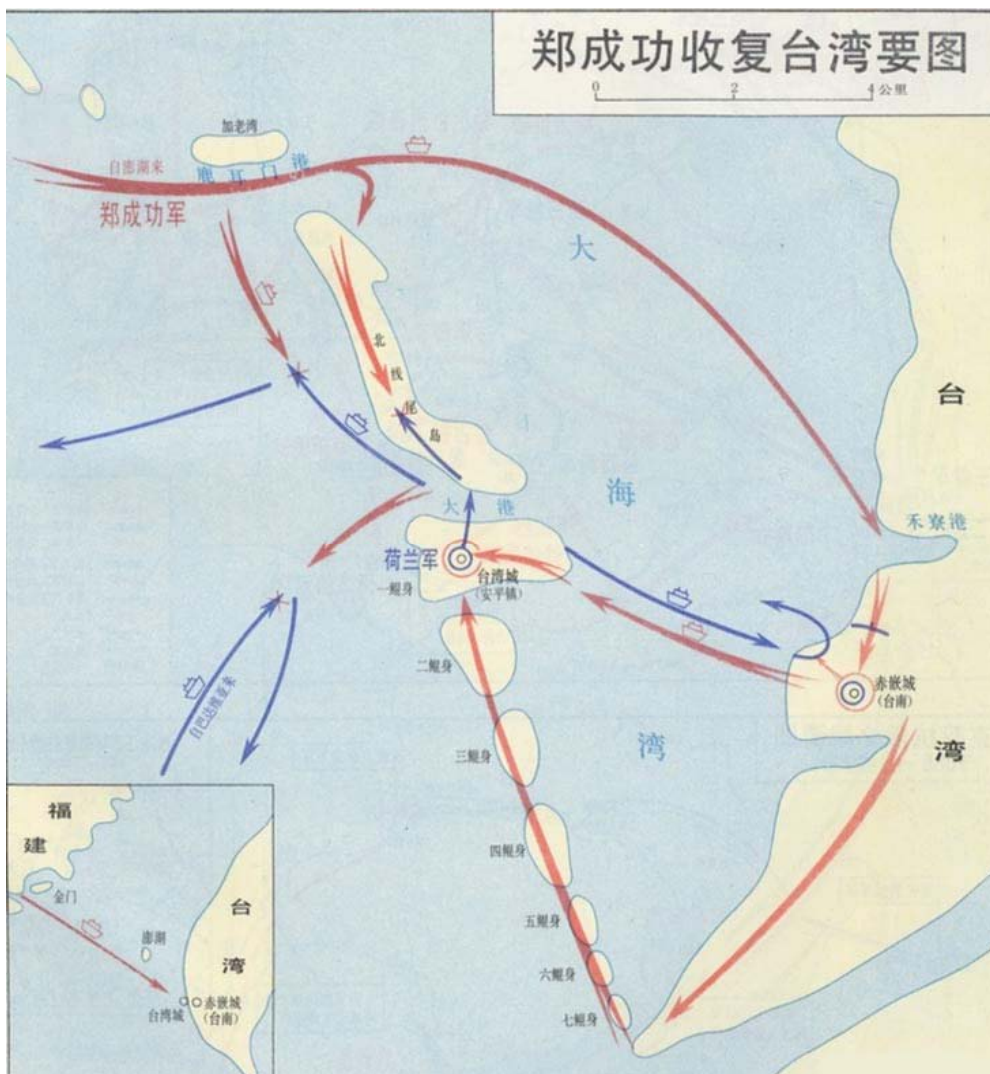 郑成功收复台湾要图
0 2 4公里
加老湾
自澎湖来
鹿耳门港
郑成功军
大
海
湾
北线尾岛
台
湾
禾寮港
大港
荷兰军
台湾城
(安平镇)
一鲲身
二鲲身
三鲲身
四鲲身
五鲲身
六鲲身
七鲲身
赤嵌城
(台南)
自巴达维亚来
福
建
金门
澎湖
台
湾
台湾城
赤嵌城
(台南)